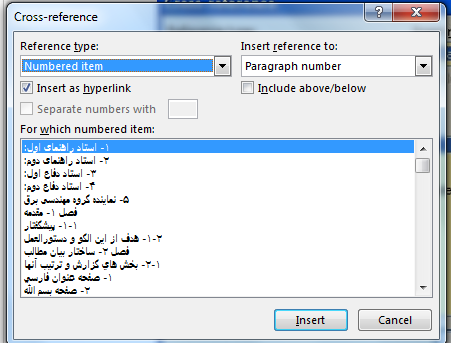 Cross-reference
Reference type:
Insert reference to:
Numbered item
Paragraph number
Insert as hyperlink
Include above/below
Separate numbers with
For which numbered item:
۱- استاد راهنمای اول:
۲- استاد راهنمای دوم:
۳- استاد دفاع اول:
۴- استاد دفاع دوم:
۵- نماینده گروه مهندسی برق
فصل ۱- مقدمه
۱-۱- پیشگفتار
۱-۲- هدف از این الگو و دستورالعمل
فصل ۲- ساختار بیان مطالب
۲-۱- بخش های گزارش و ترتیب آنها
۱- صفحه عنوان فارسي
۲- صفحه بسم الله
Insert
Cancel